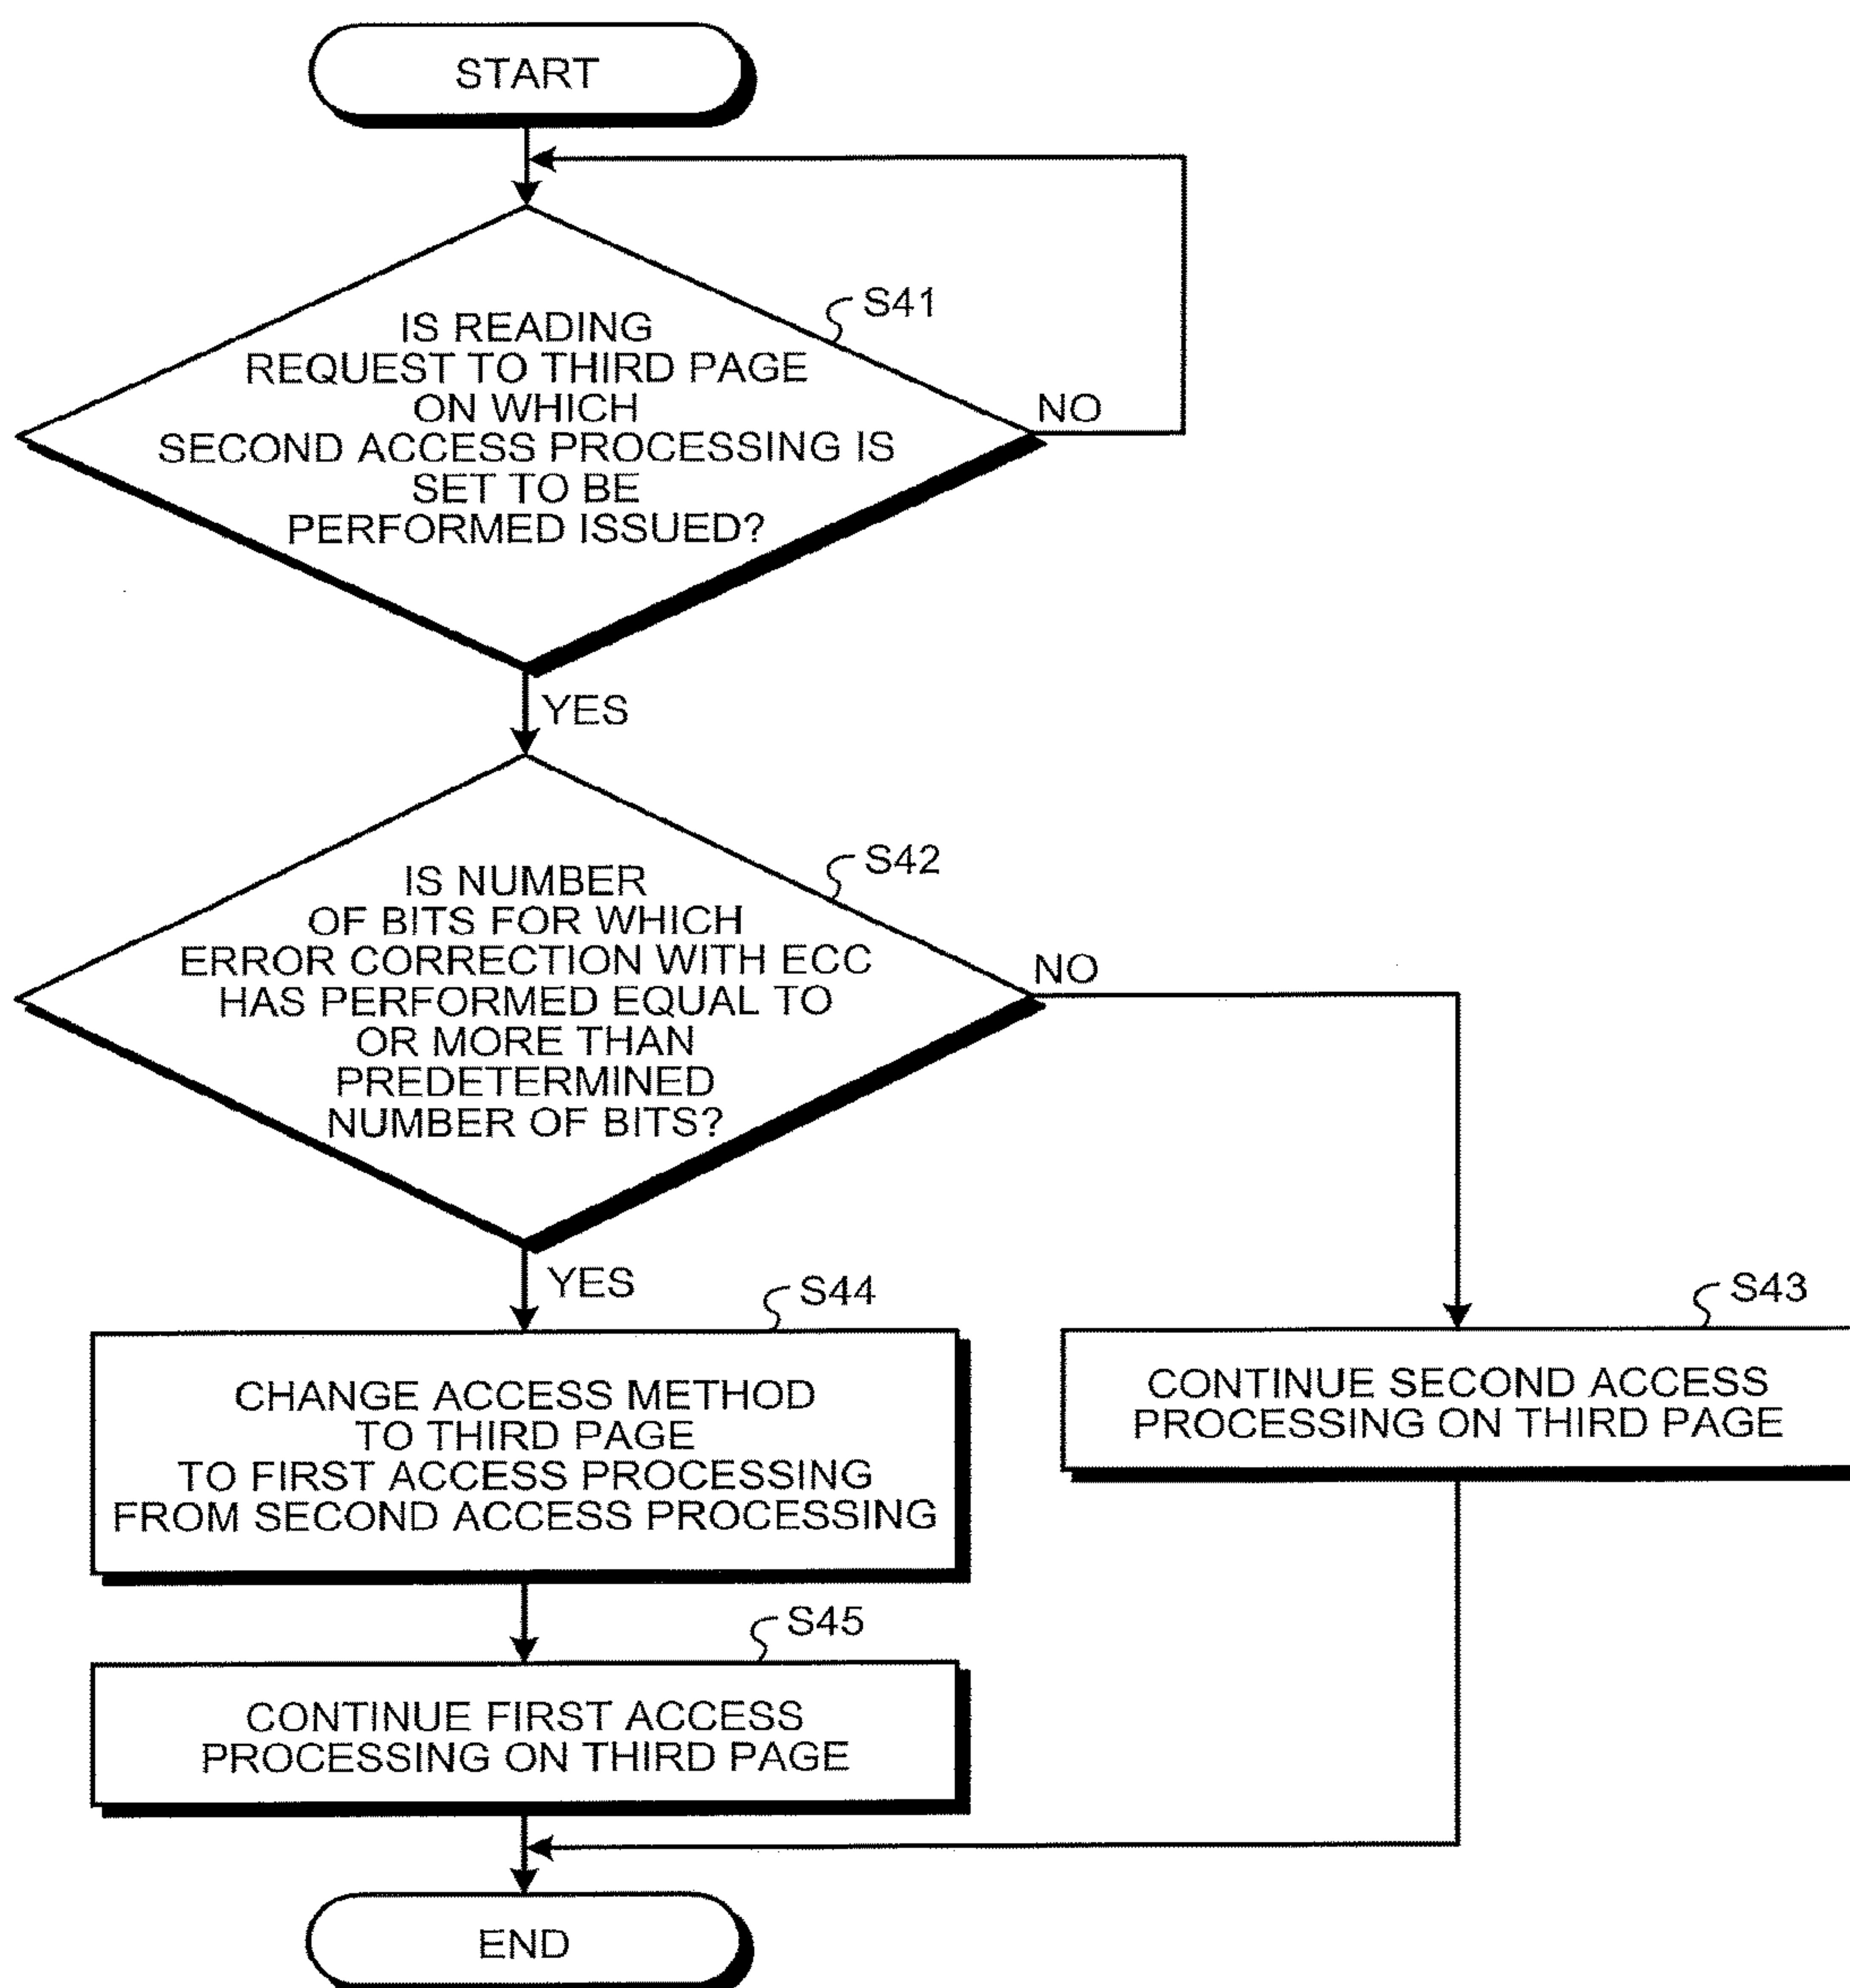 START
S41
IS READING
REQUEST TO THIRD PAGE
ON WHICH
SECOND ACCESS PROCESSING IS
SET TO BE
PERFORMED ISSUED?
NO
YES
S42
IS NUMBER
OF BITS FOR WHICH
ERROR CORRECTION WITH ECC
HAS PERFORMED EQUAL TO
OR MORE THAN
PREDETERMINED
NUMBER OF BITS?
NO
YES
S44
CHANGE ACCESS METHOD
TO THIRD PAGE
TO FIRST ACCESS PROCESSING
FROM SECOND ACCESS PROCESSING
S43
CONTINUE SECOND ACCESS
PROCESSING ON THIRD PAGE
S45
CONTINUE FIRST ACCESS
PROCESSING ON THIRD PAGE
END